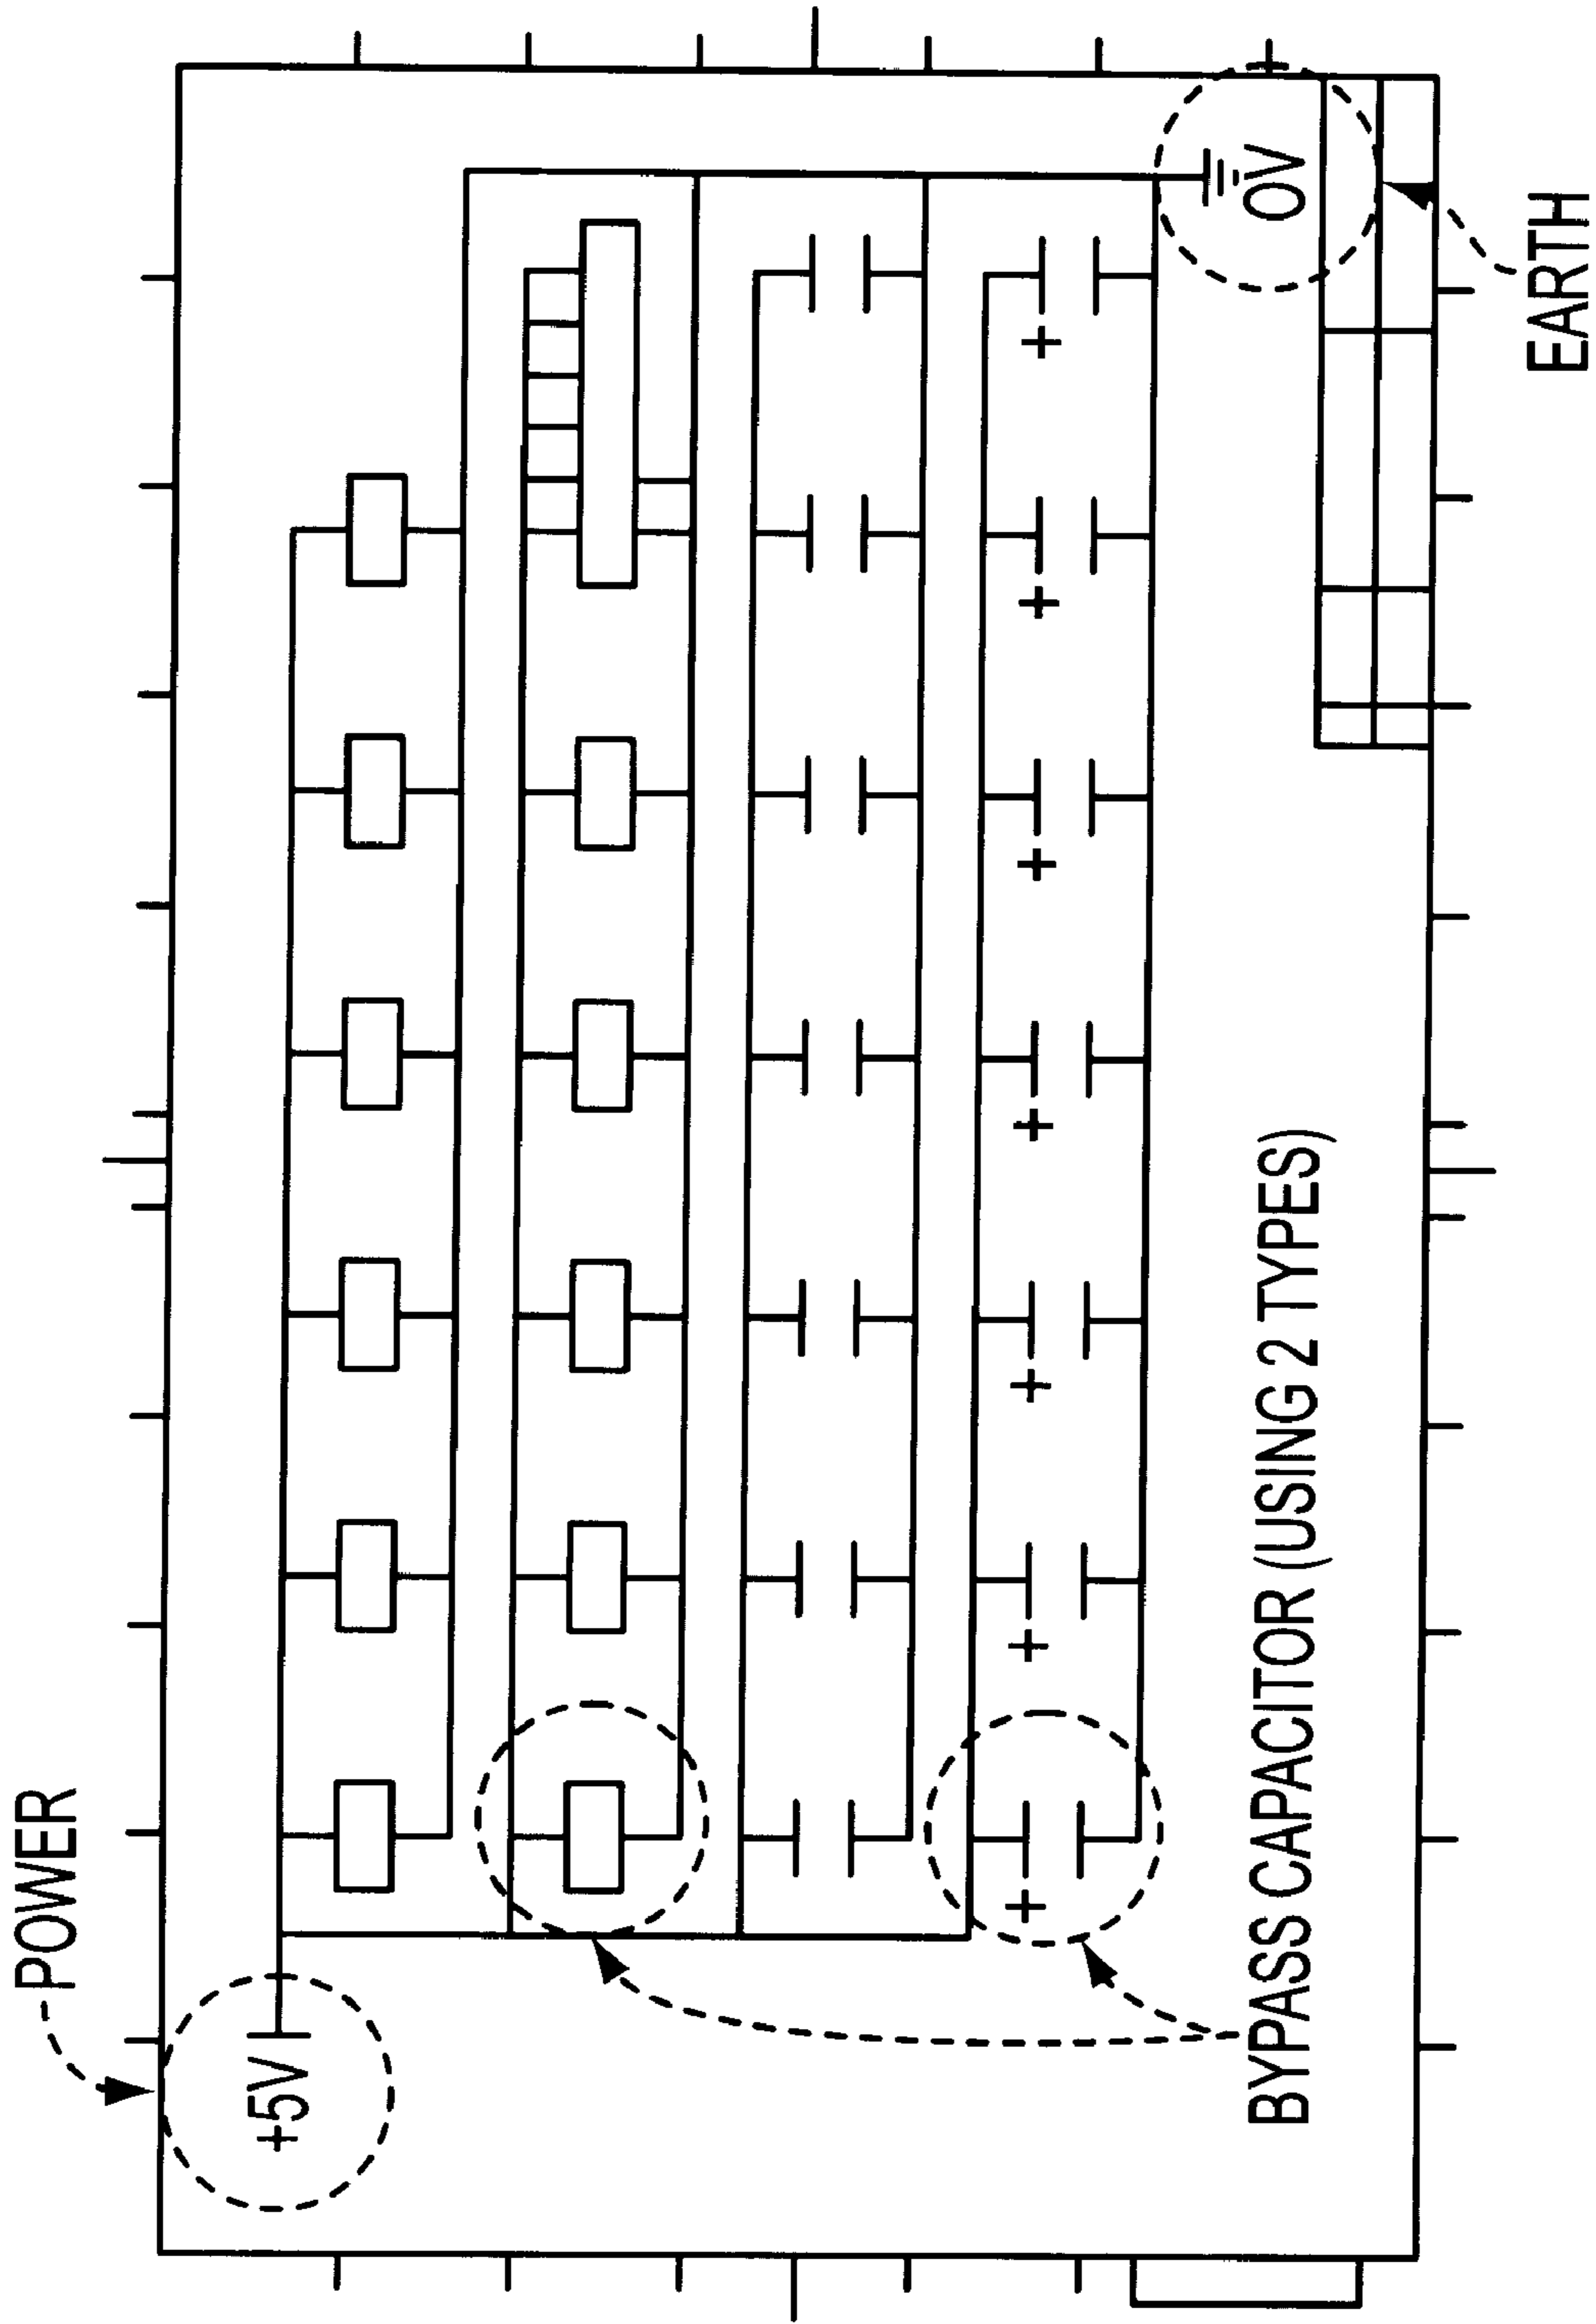 POWER
+5V
0V
EARTH
+
+
+
+
+
+
+
BYPASS CAPACITOR (USING 2 TYPES)